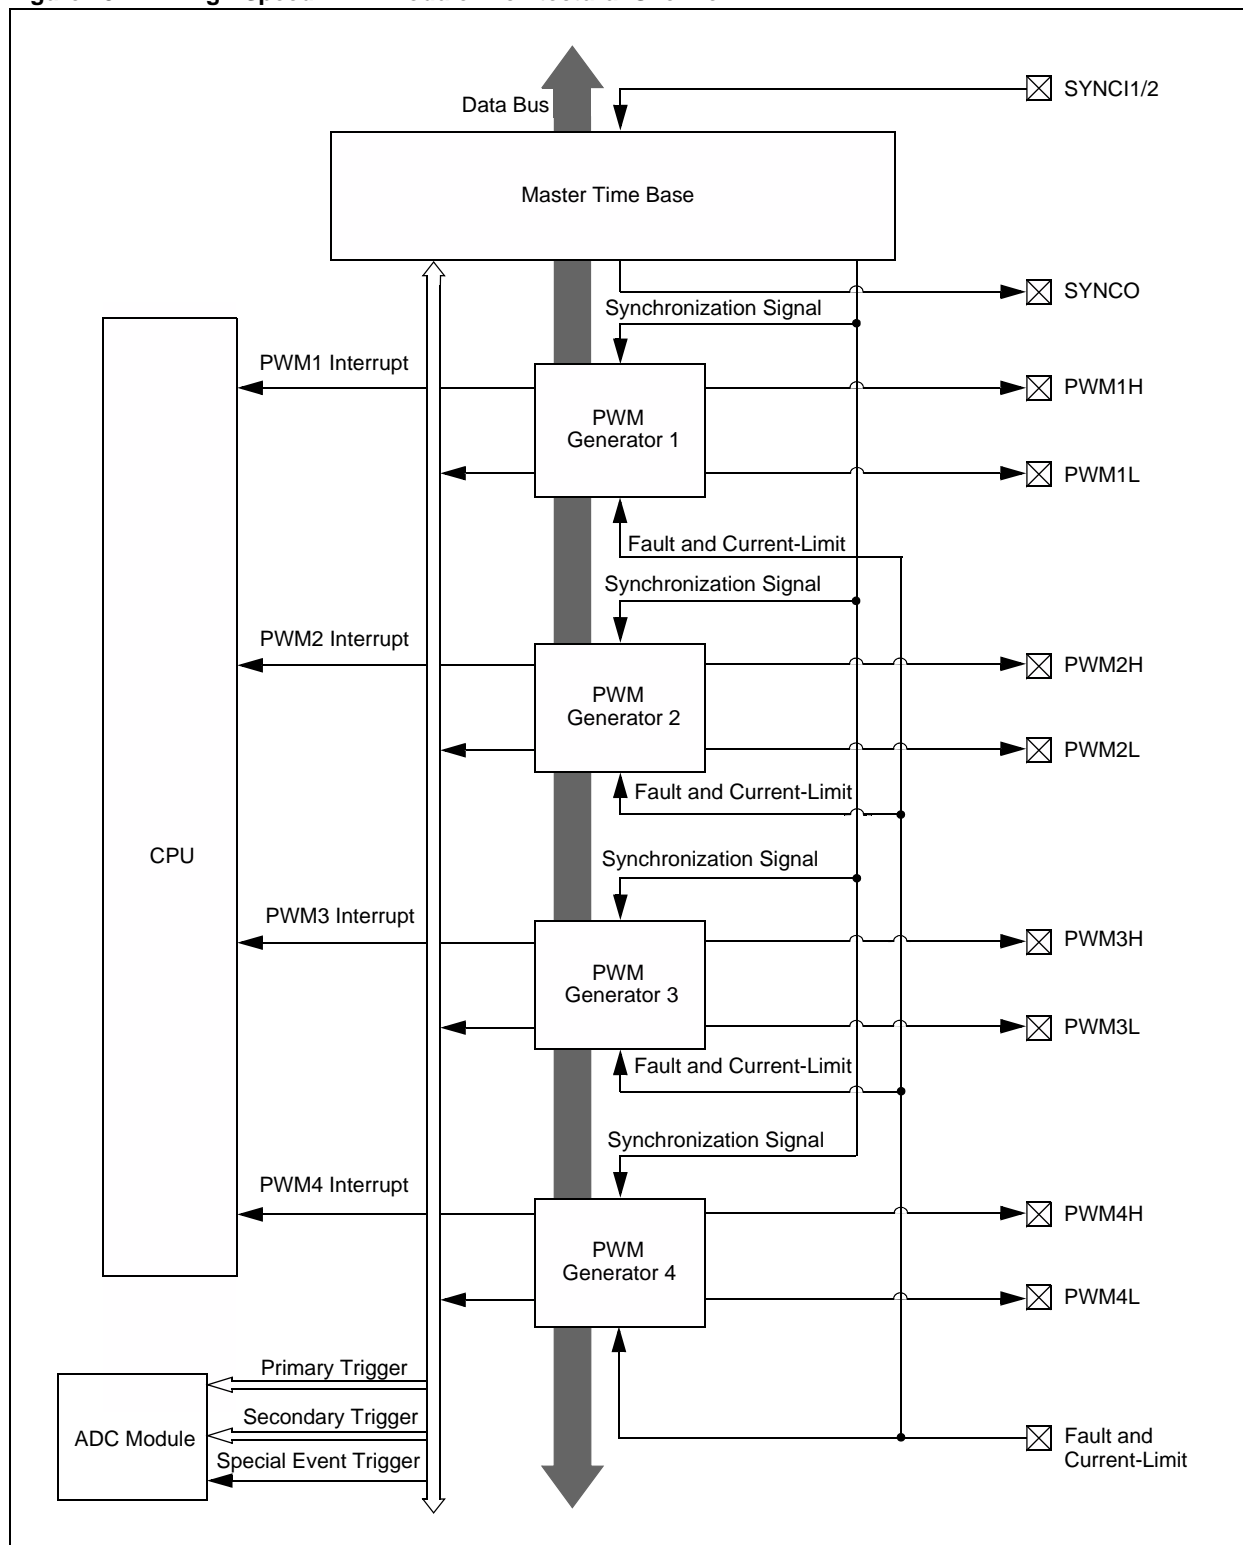 Data Bus
SYNCI1/2
Master Time Base
SYNCO
Synchronization Signal
PWM1 Interrupt
PWM
Generator 1
PWM1H
PWM1L
Fault and Current-Limit
Synchronization Signal
PWM2 Interrupt
PWM
Generator 2
PWM2H
PWM2L
Fault and Current-Limit
CPU
Synchronization Signal
PWM3 Interrupt
PWM
Generator 3
PWM3H
PWM3L
Fault and Current-Limit
Synchronization Signal
PWM4 Interrupt
PWM
Generator 4
PWM4H
PWM4L
Primary Trigger
Secondary Trigger
ADC Module
Special Event Trigger
Fault and
Current-Limit